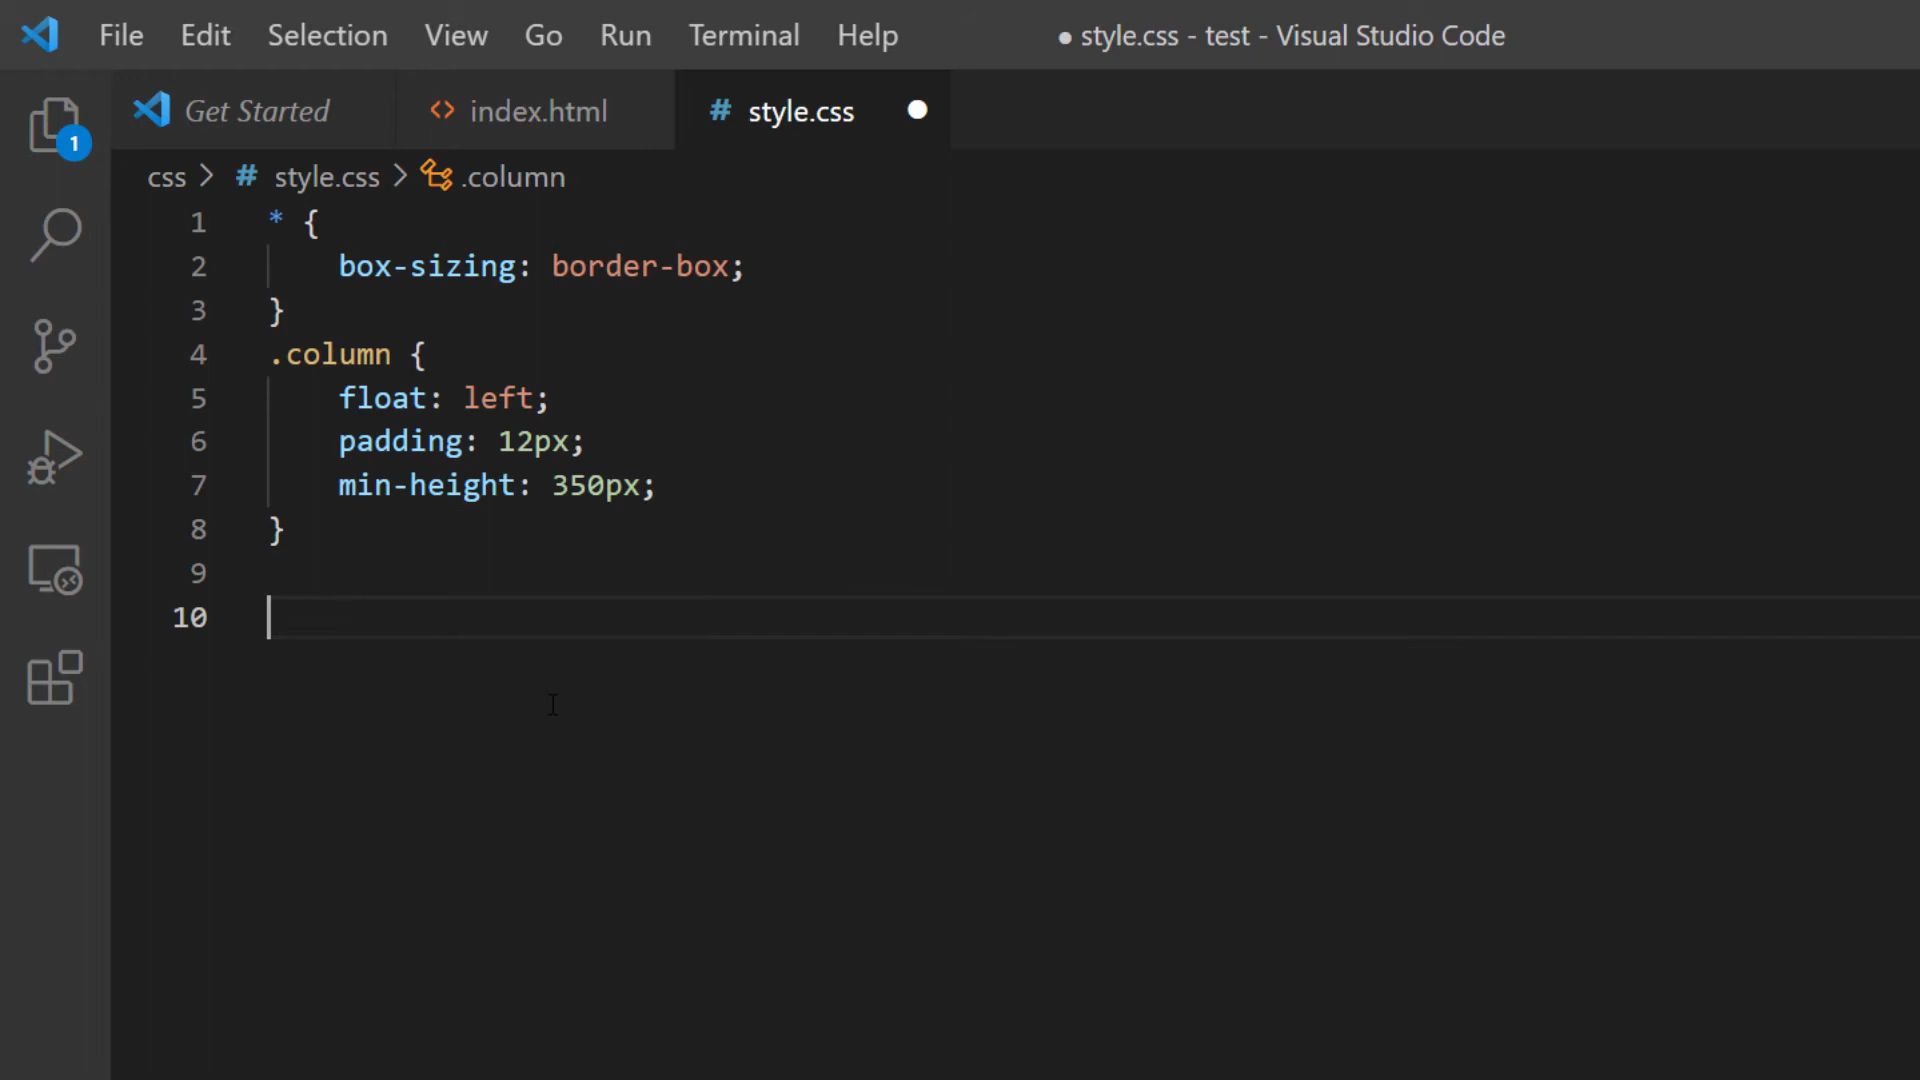 File Edit Selection View Go Run Terminal Help ● style.css - test - Visual Studio Code
Get Started <> index.html # style.css ●
1
css > # style.css > .column
1 * {
2 box-sizing: border-box;
3 }
4 .column {
5 float: left;
6 padding: 12px;
7 min-height: 350px;
8 }
9
10